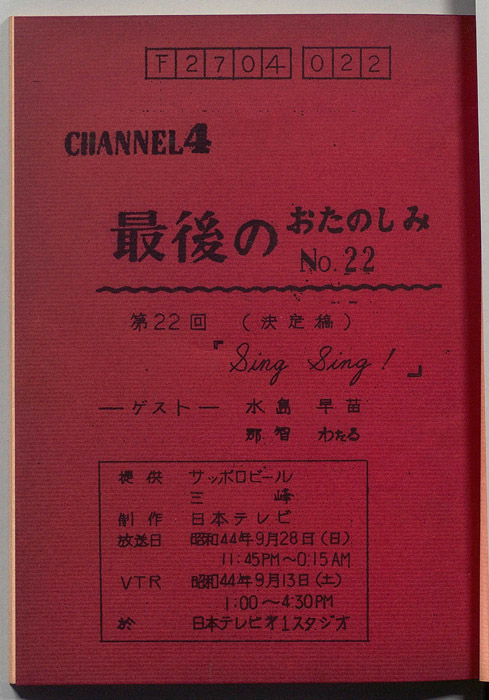 F2704 022
CHANNEL4
最後のおたのしみ
No.22
第22回 (決定稿)
『Sing Sing!』
―ゲスト― 水島 早苗
那智 わたる
提供 サッポロビール
三峰
制作 日本テレビ
放送日 昭和44年9月28日(日)
11:45PM～0:15AM
VTR 昭和44年9月13日(土)
1:00～4:30PM
於 日本テレビ才1スタジオ